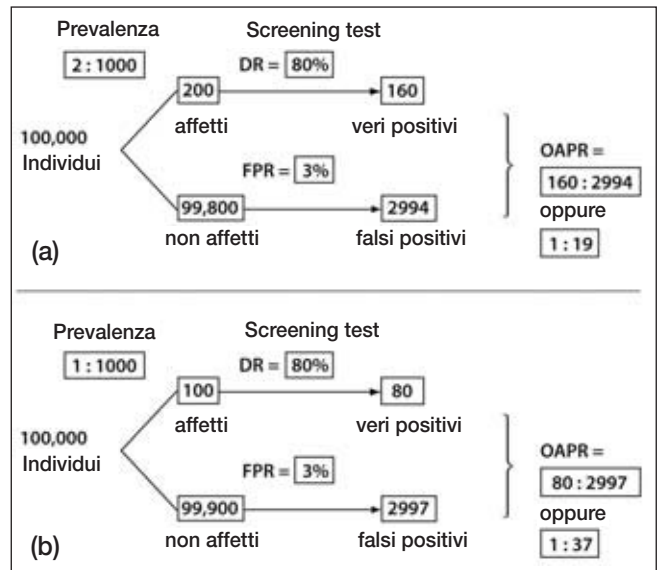 Prevalenza
Screening test
2 : 1000
DR = 80%
200
160
affetti
veri positivi
100,000
Individui
OAPR =
FPR = 3%
160 : 2994
99,800
2994
oppure
non affetti
falsi positivi
1 : 19
(a)
Prevalenza
Screening test
1 : 1000
DR = 80%
100
80
affetti
veri positivi
100,000
Individui
OAPR =
FPR = 3%
80 : 2997
99,900
2997
oppure
non affetti
falsi positivi
1 : 37
(b)